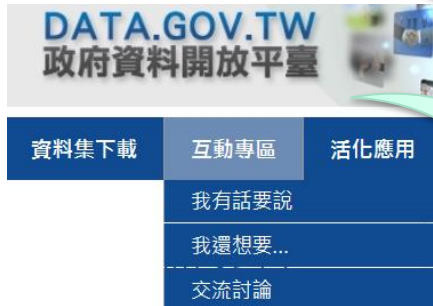 DATA.GOV.TW
政府資料開放平臺
資料集下載 互動專區 活化應用
我有話要說
我還想要...
交流討論